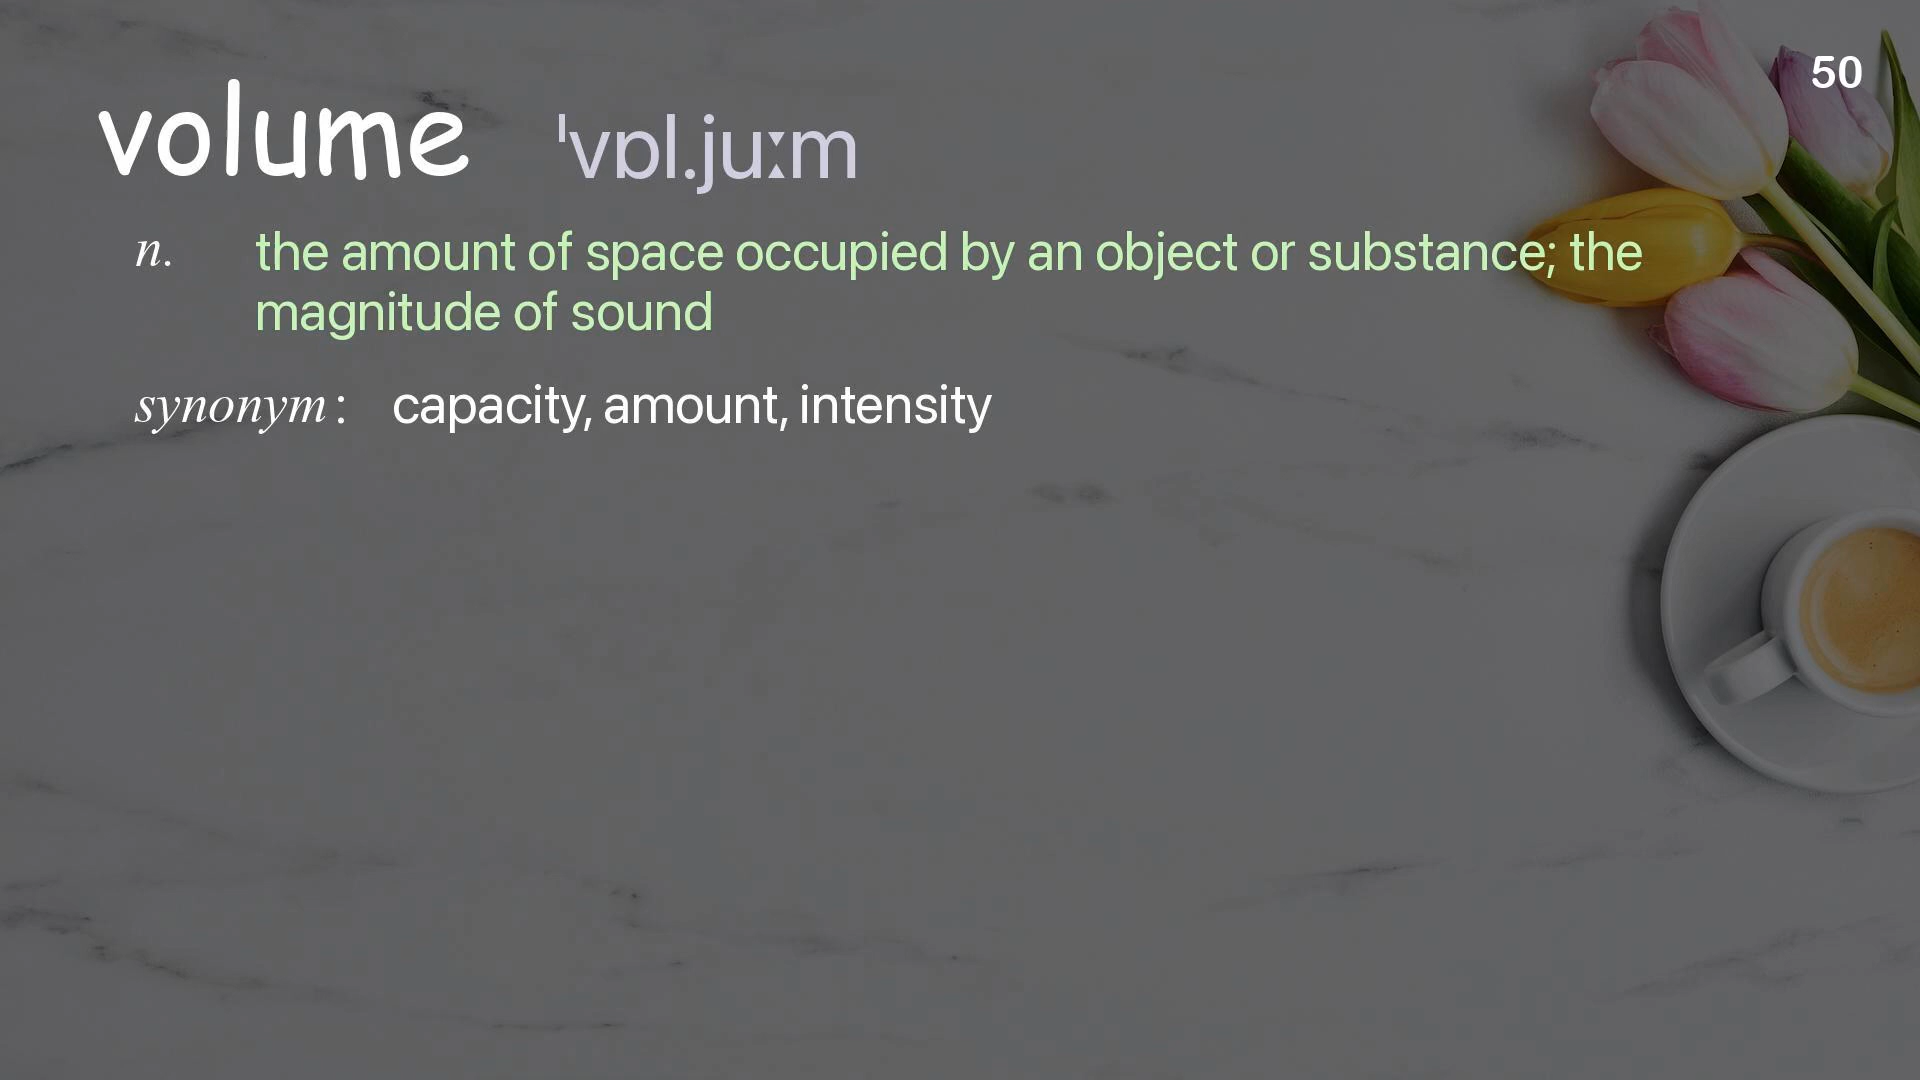 50
volume ˈvɒl.juːm
n. the amount of space occupied by an object or substance; the
magnitude of sound
synonym : capacity, amount, intensity